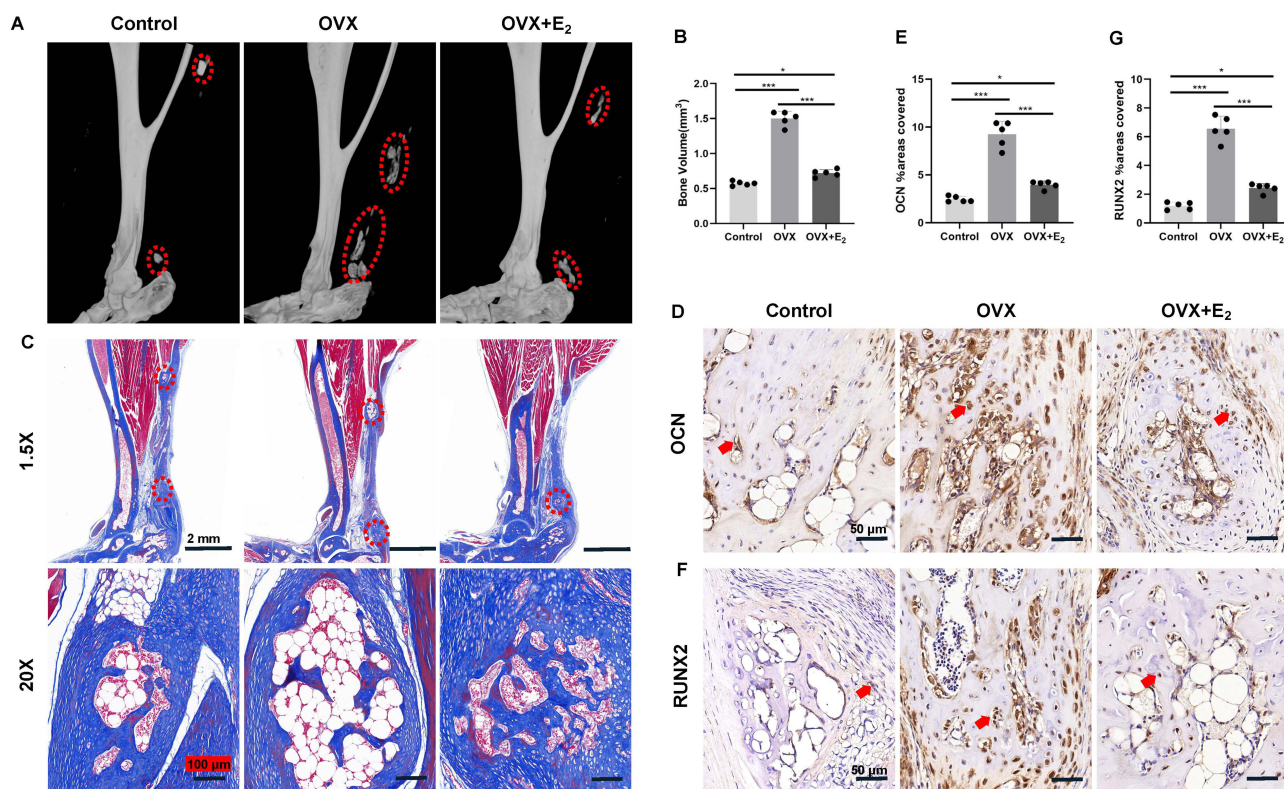 A
Control
OVX
OVX+E2
B
2.0
1.5
1.0
0.5
0.0
Bone Volume(mm3)
*
***
***
Control
OVX
OVX+E2
E
15
10
5
0
OCN %areas covered
*
***
***
Control
OVX
OVX+E2
G
10
8
6
4
2
0
RUNX2 %areas covered
*
***
***
Control
OVX
OVX+E2
C
1.5X
2 mm
20X
100 µm
D
Control
OVX
OVX+E2
OCN
50 µm
F
RUNX2
50 µm